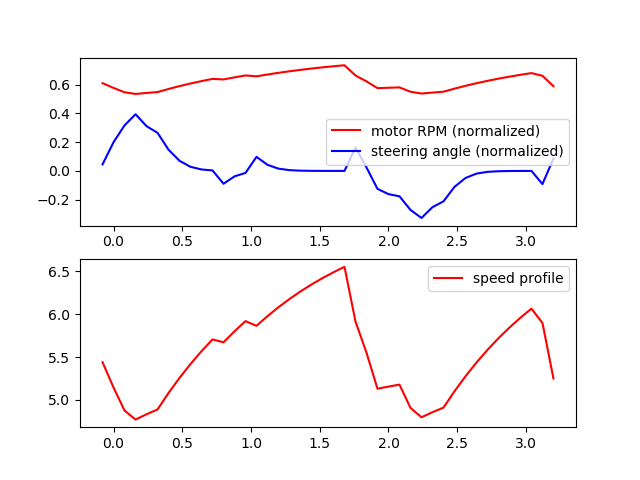 0.6
0.4
0.2
0.0
−0.2
motor RPM (normalized)
steering angle (normalized)
0.0 0.5 1.0 1.5 2.0 2.5 3.0
6.5
6.0
5.5
5.0
speed profile
0.0 0.5 1.0 1.5 2.0 2.5 3.0